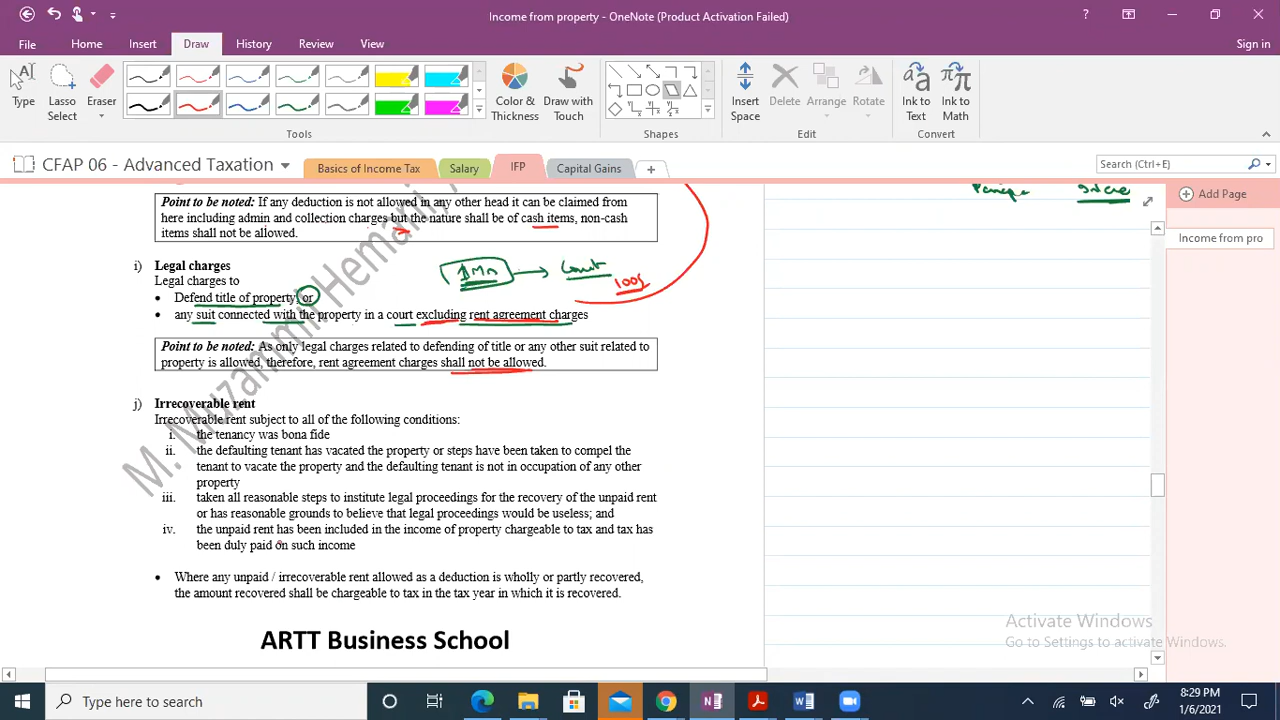 Income from property - OneNote (Product Activation Failed)
File Home Insert Draw History Review View Sign in
Type Lasso Select Eraser Color & Thickness Draw with Touch Insert Space Delete Arrange Rotate Ink to Text Ink to Math
Tools Shapes Edit Convert
CFAP 06 - Advanced Taxation Basics of Income Tax Salary IFP Capital Gains Search (Ctrl+E)
Add Page
Income from pro
Point to be noted: If any deduction is not allowed in any other head it can be claimed from
here including admin and collection charges but the nature shall be of cash items, non-cash
items shall not be allowed.
i) Legal charges
Legal charges to
1Mn → Court
100%
• Defend title of property or
• any suit connected with the property in a court excluding rent agreement charges
Point to be noted: As only legal charges related to defending of title or any other suit related to
property is allowed, therefore, rent agreement charges shall not be allowed.
j) Irrecoverable rent
Irrecoverable rent subject to all of the following conditions:
i. the tenancy was bona fide
ii. the defaulting tenant has vacated the property or steps have been taken to compel the
tenant to vacate the property and the defaulting tenant is not in occupation of any other
property
iii. taken all reasonable steps to institute legal proceedings for the recovery of the unpaid rent
or has reasonable grounds to believe that legal proceedings would be useless; and
iv. the unpaid rent has been included in the income of property chargeable to tax and tax has
been duly paid on such income
• Where any unpaid / irrecoverable rent allowed as a deduction is wholly or partly recovered,
the amount recovered shall be chargeable to tax in the tax year in which it is recovered.
M. Muzammil Hemani
ARTT Business School
Activate Windows
Go to Settings to activate Windows.
Type here to search
8:29 PM
1/6/2021